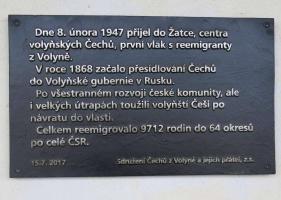 Dne 8. února 1947 přijel do Žatce, centra
volyňských Čechů, první vlak s reemigranty
z Volyně.
V roce 1868 začalo přesidlování Čechů
do Volyňské gubernie v Rusku.
Po všestranném rozvoji české komunity, ale
i velkých útrapách toužili volyňští Češi po
návratu do vlasti.
Celkem reemigrovalo 9712 rodin do 64 okresů
po celé ČSR.
15.7. 2017 Sdružení Čechů z Volyně a jejich přátel, z.s.